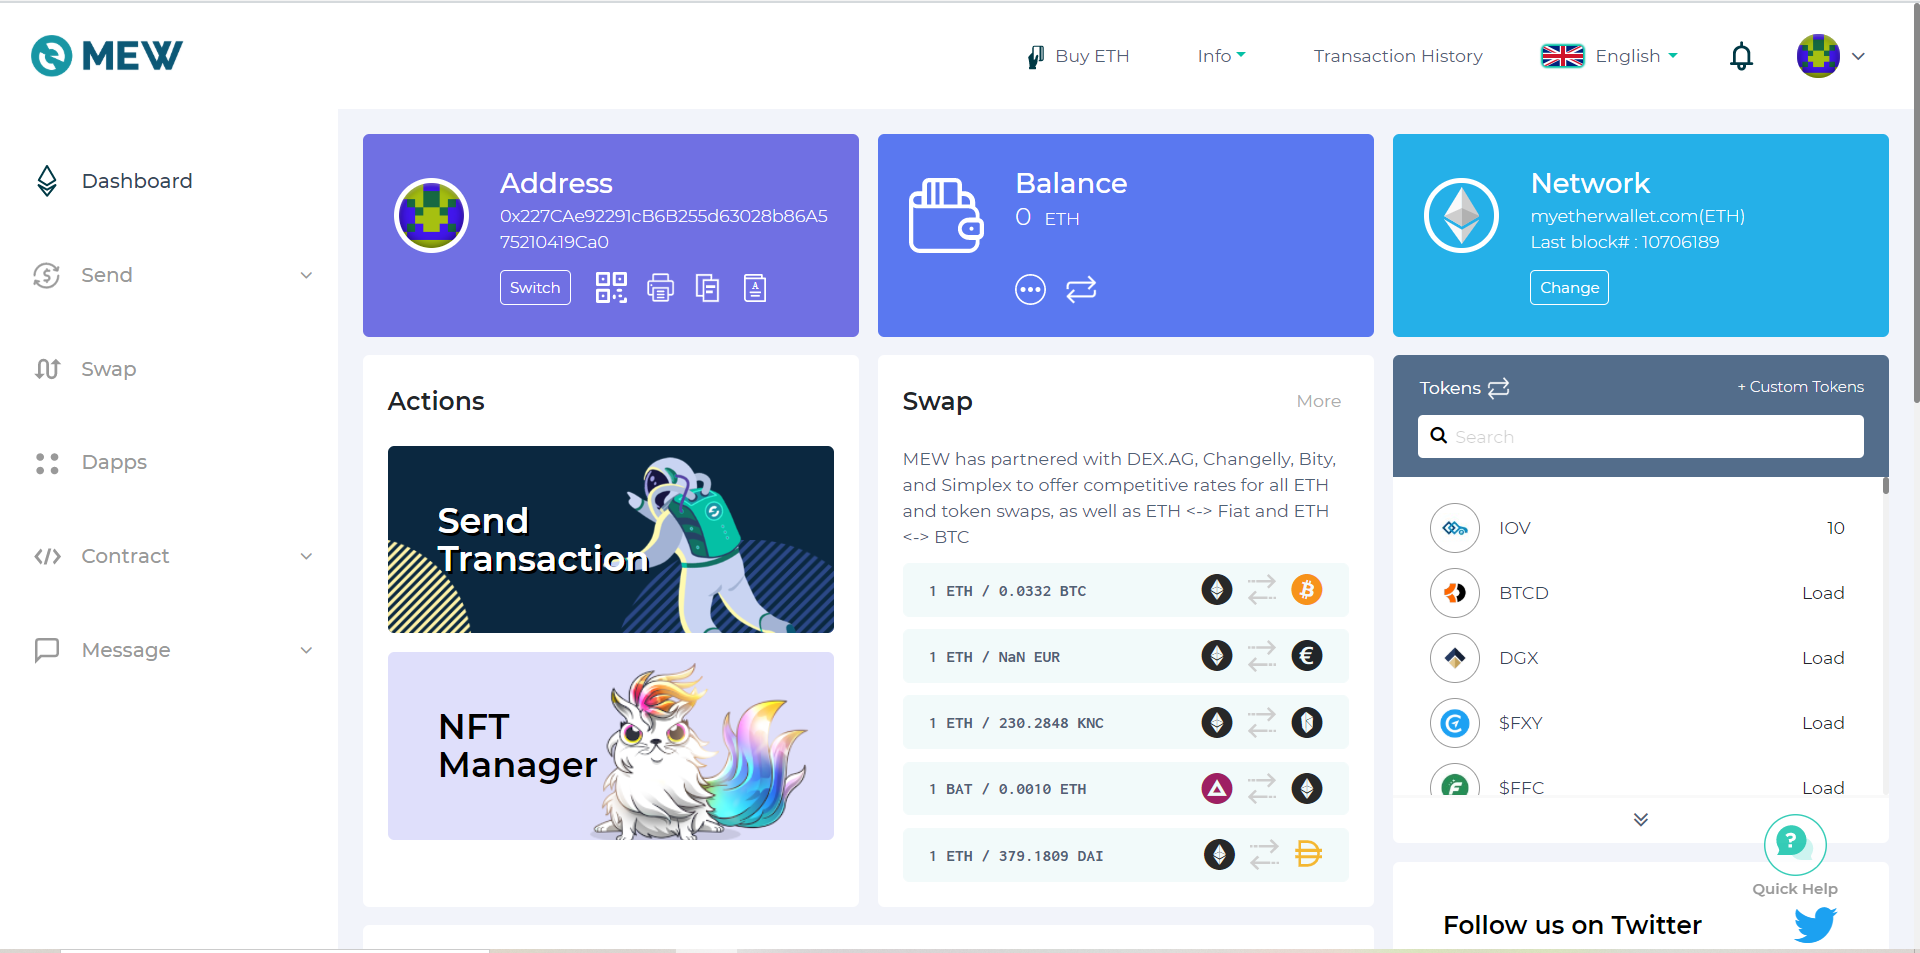 MEW
Buy ETH
Info
Transaction History
English
Dashboard
Send
Swap
Dapps
Contract
Message
Address
0x227CAe92291cB6B255d63028b86A5
75210419Ca0
Switch
Balance
0 ETH
Network
myetherwallet.com(ETH)
Last block# : 10706189
Change
Actions
Send
Transaction
NFT
Manager
Swap
More
MEW has partnered with DEX.AG, Changelly, Bity,
and Simplex to offer competitive rates for all ETH
and token swaps, as well as ETH <-> Fiat and ETH
<-> BTC
1 ETH / 0.0332 BTC
1 ETH / NaN EUR
1 ETH / 230.2848 KNC
1 BAT / 0.0010 ETH
1 ETH / 379.1809 DAI
Tokens
+ Custom Tokens
Search
IOV 10
BTCD Load
DGX Load
$FXY Load
$FFC Load
Quick Help
Follow us on Twitter